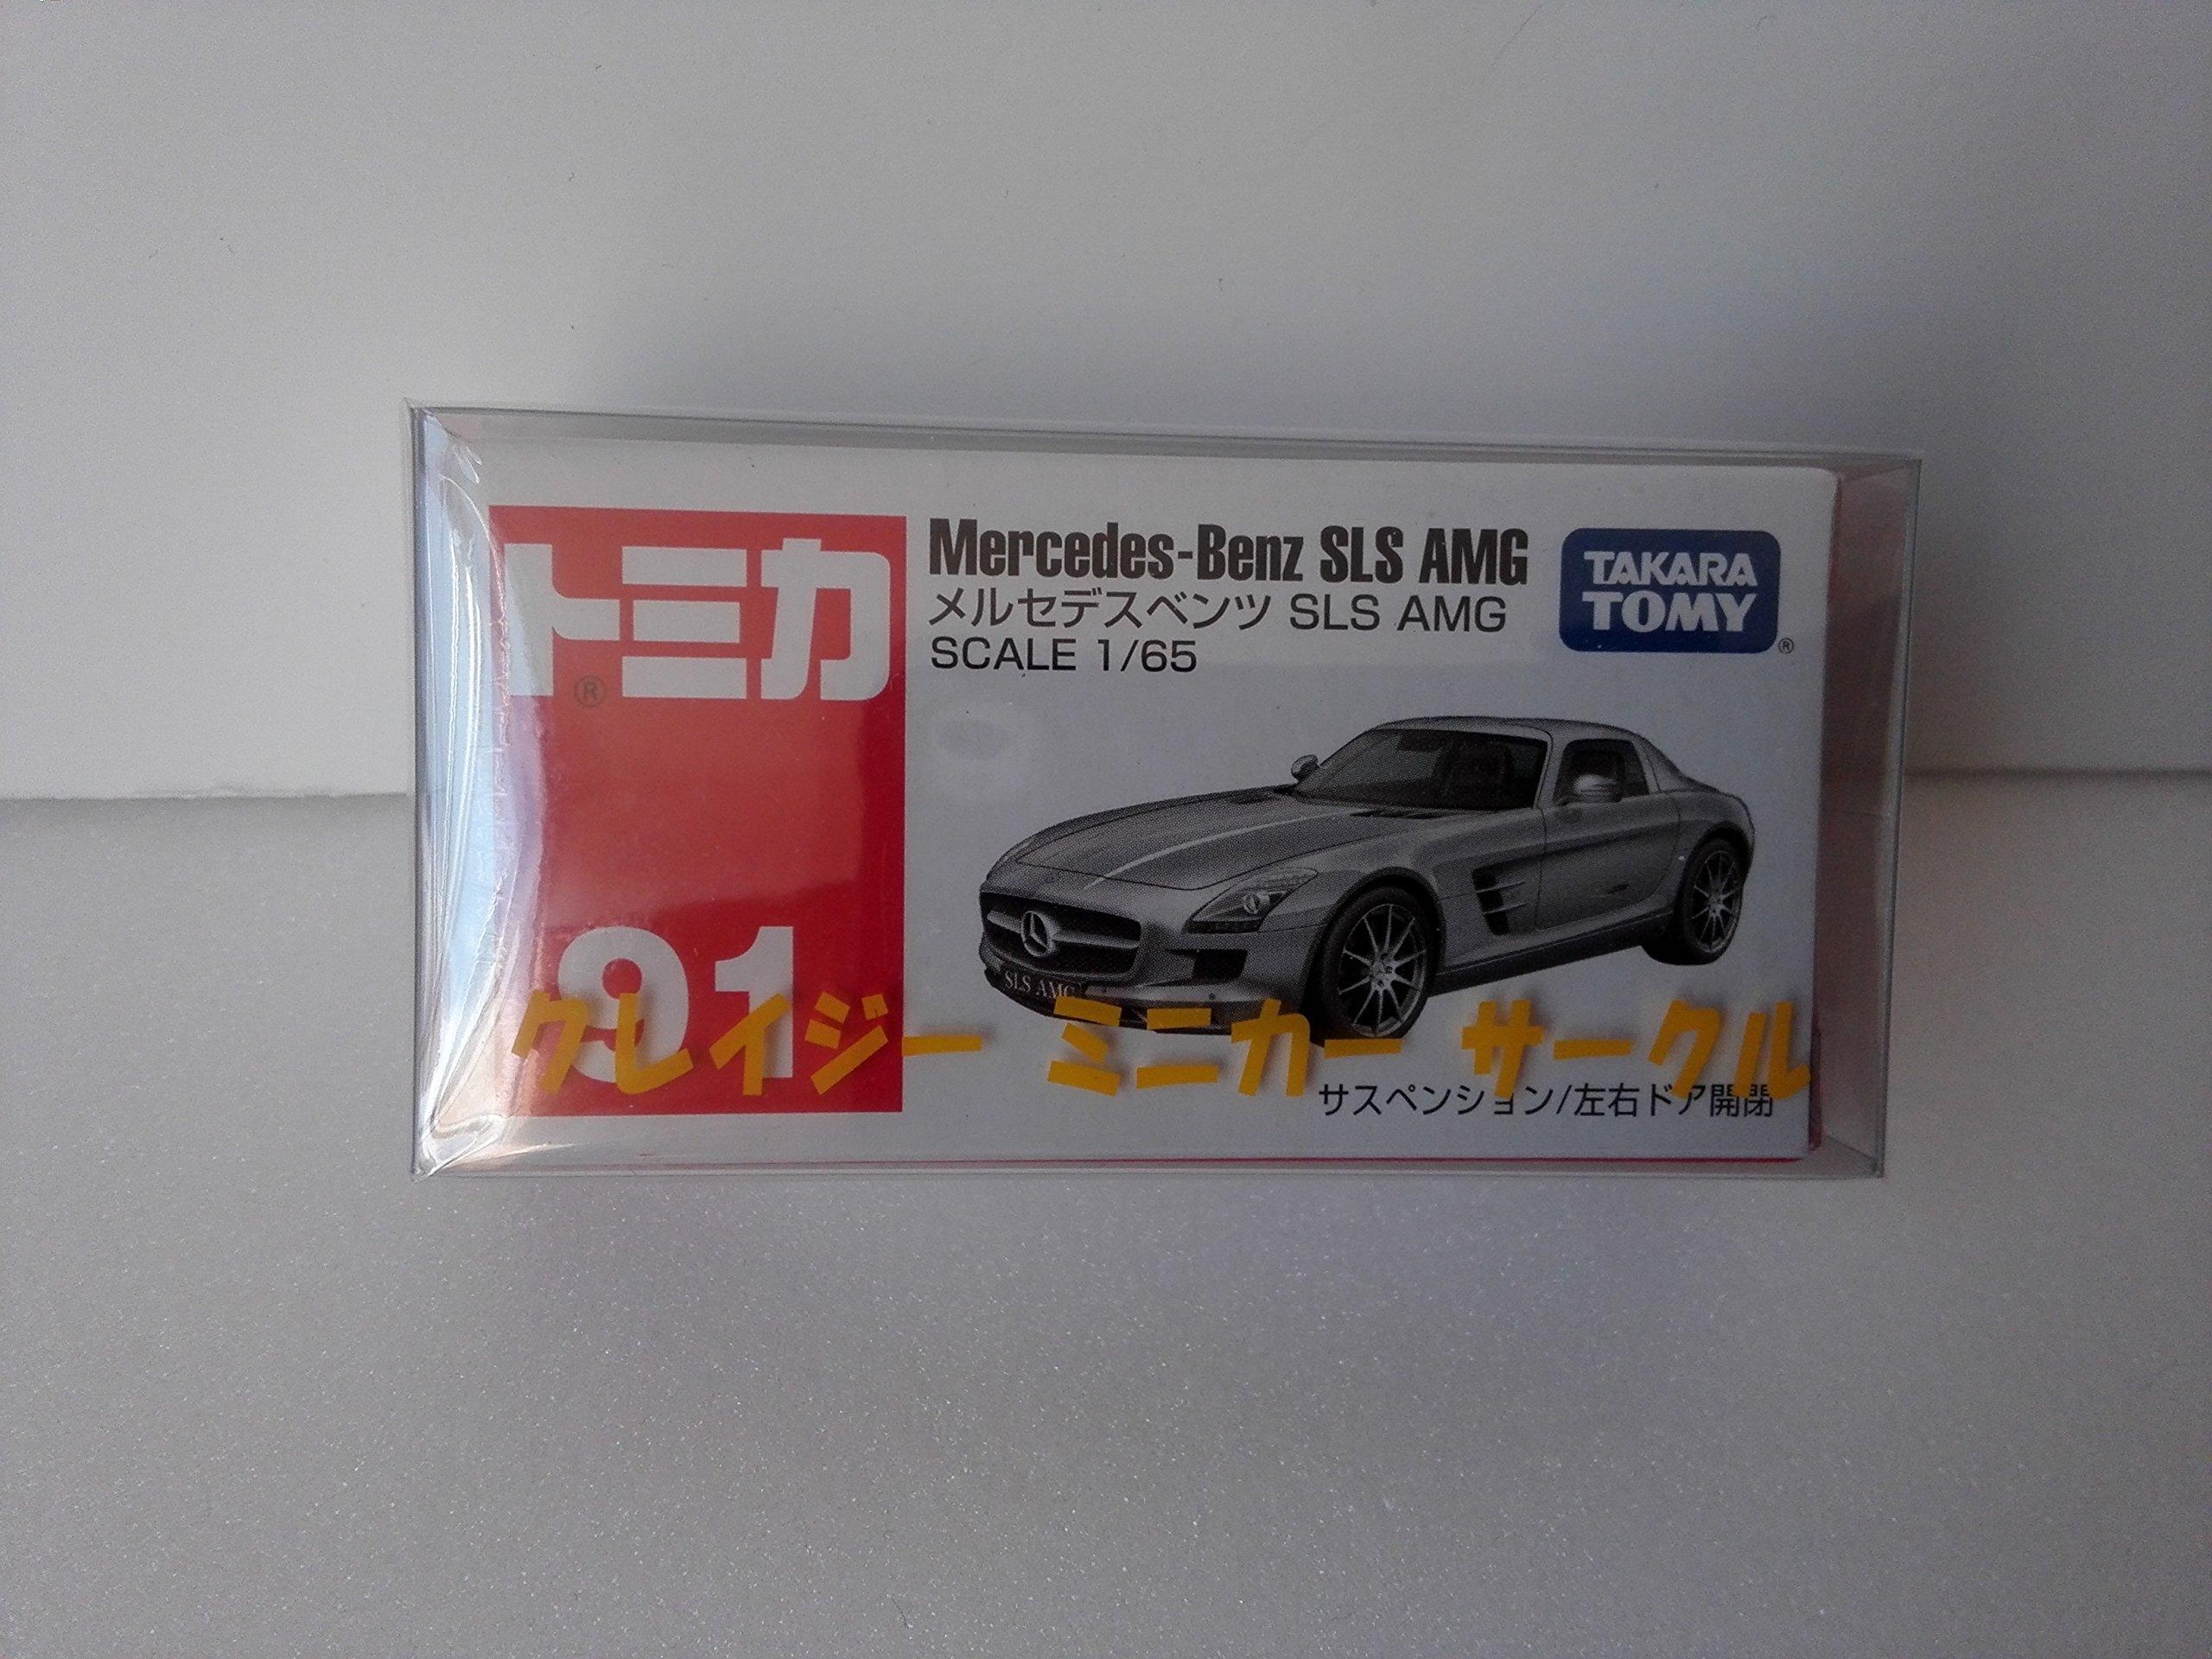 トミカ
®
Mercedes-Benz SLS AMG
メルセデスベンツ SLS AMG
SCALE 1/65
TAKARA
TOMY
®
SLS AMG
91
クレイジー ミニカー サークル
サスペンション/左右ドア開閉